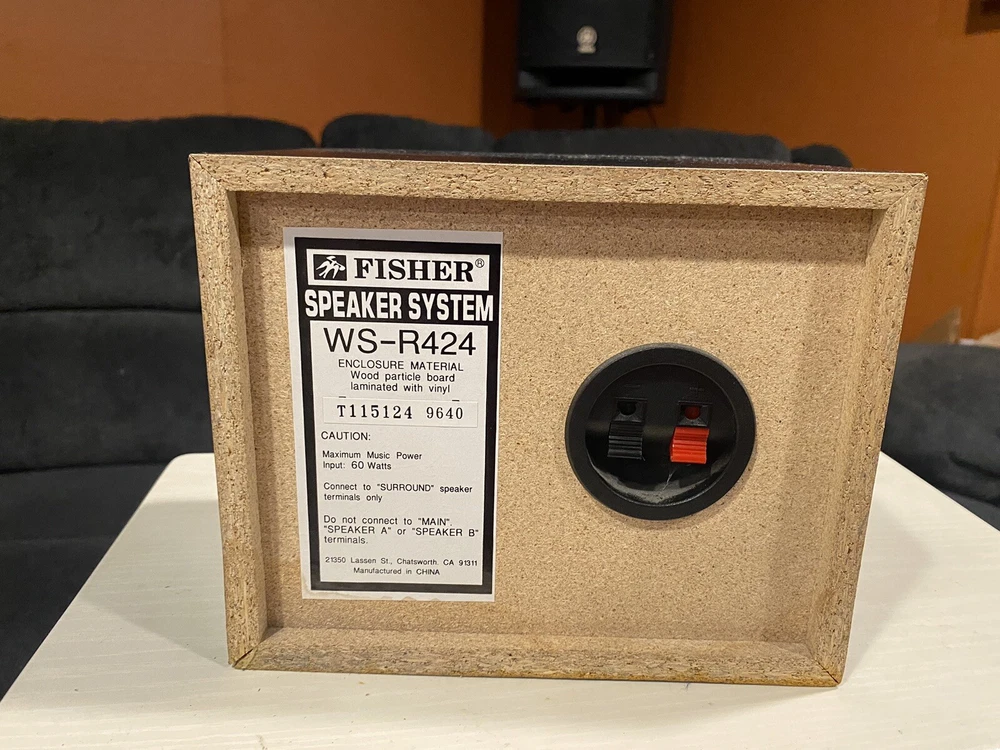 FISHER®
SPEAKER SYSTEM
WS-R424
ENCLOSURE MATERIAL
Wood particle board
laminated with vinyl
T115124 9640
CAUTION:
Maximum Music Power
Input: 60 Watts
Connect to "SURROUND" speaker
terminals only
Do not connect to "MAIN".
"SPEAKER A" or "SPEAKER B"
terminals.
21350 Lassen St., Chatsworth, CA 91311
Manufactured in CHINA